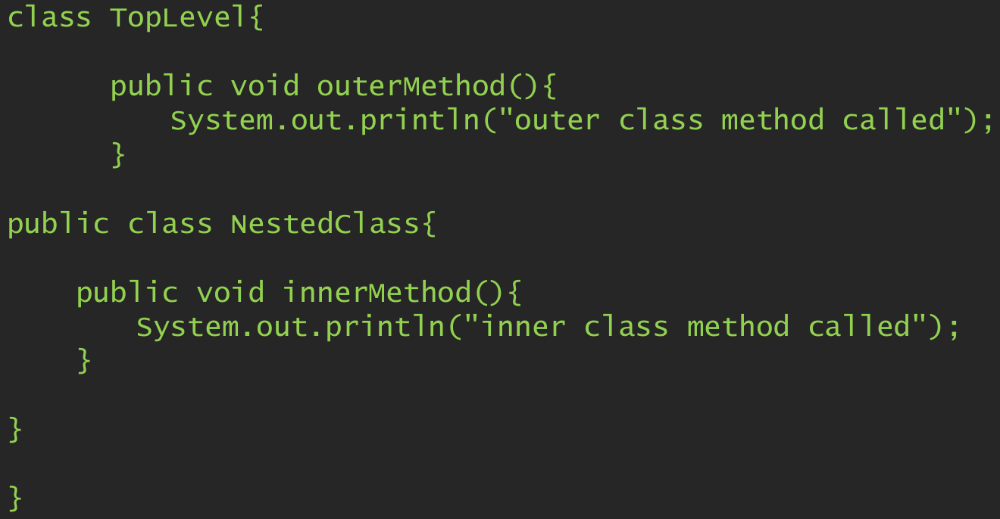 class TopLevel{
public void outerMethod(){
System.out.println("outer class method called");
}
public class NestedClass{
public void innerMethod(){
System.out.println("inner class method called");
}
}
}